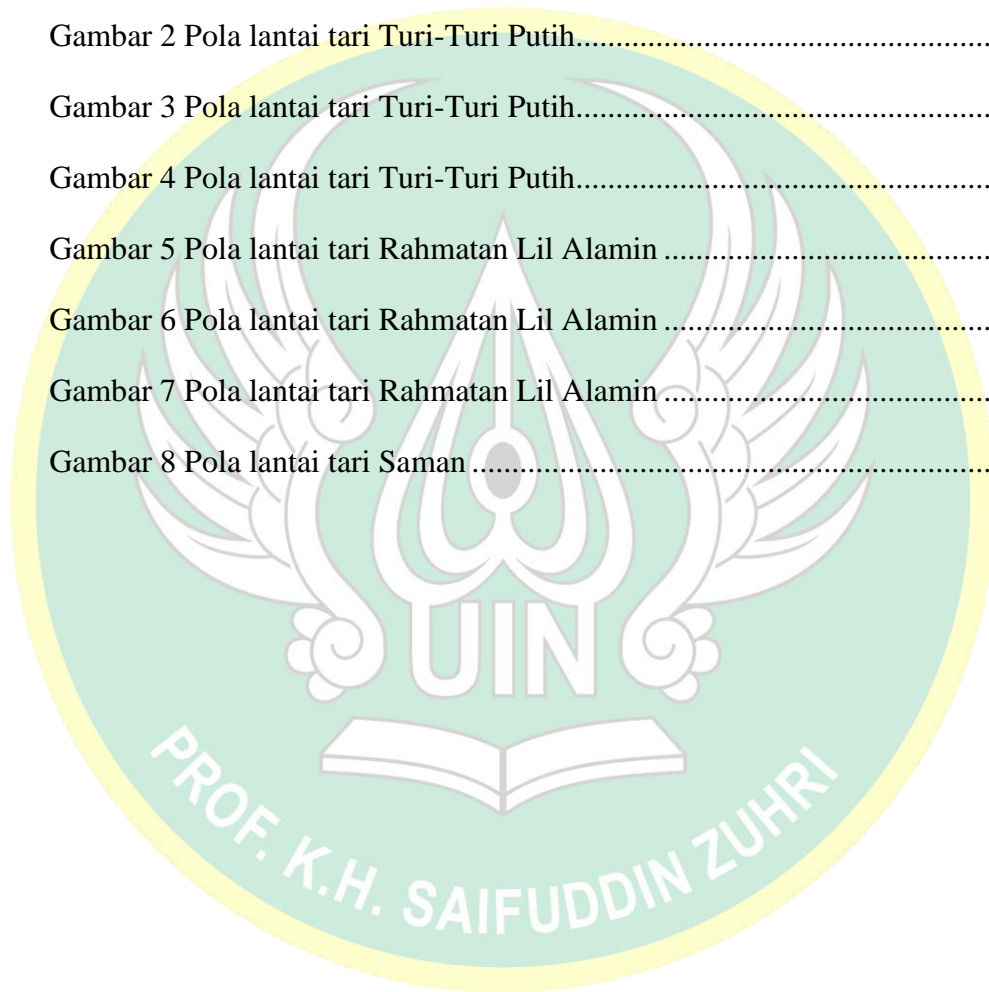 Gambar 2 Pola lantai tari Turi-Turi Putih....................................................
Gambar 3 Pola lantai tari Turi-Turi Putih....................................................
Gambar 4 Pola lantai tari Turi-Turi Putih....................................................
Gambar 5 Pola lantai tari Rahmatan Lil Alamin .........................................
Gambar 6 Pola lantai tari Rahmatan Lil Alamin .........................................
Gambar 7 Pola lantai tari Rahmatan Lil Alamin .........................................
Gambar 8 Pola lantai tari Saman .................................................................
UIN
PROF. K.H. SAIFUDDIN ZUHRI